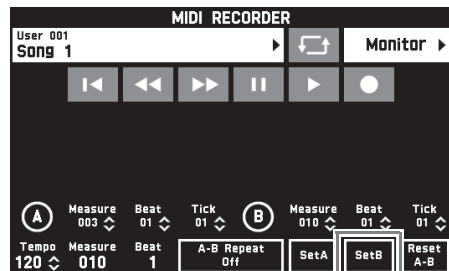 MIDI RECORDER
User 001
Song 1
Monitor
A Measure Beat Tick B Measure Beat Tick
003 01 01 010 01 01
Tempo Measure Beat A-B Repeat SetA SetB Reset
120 010 1 Off A-B